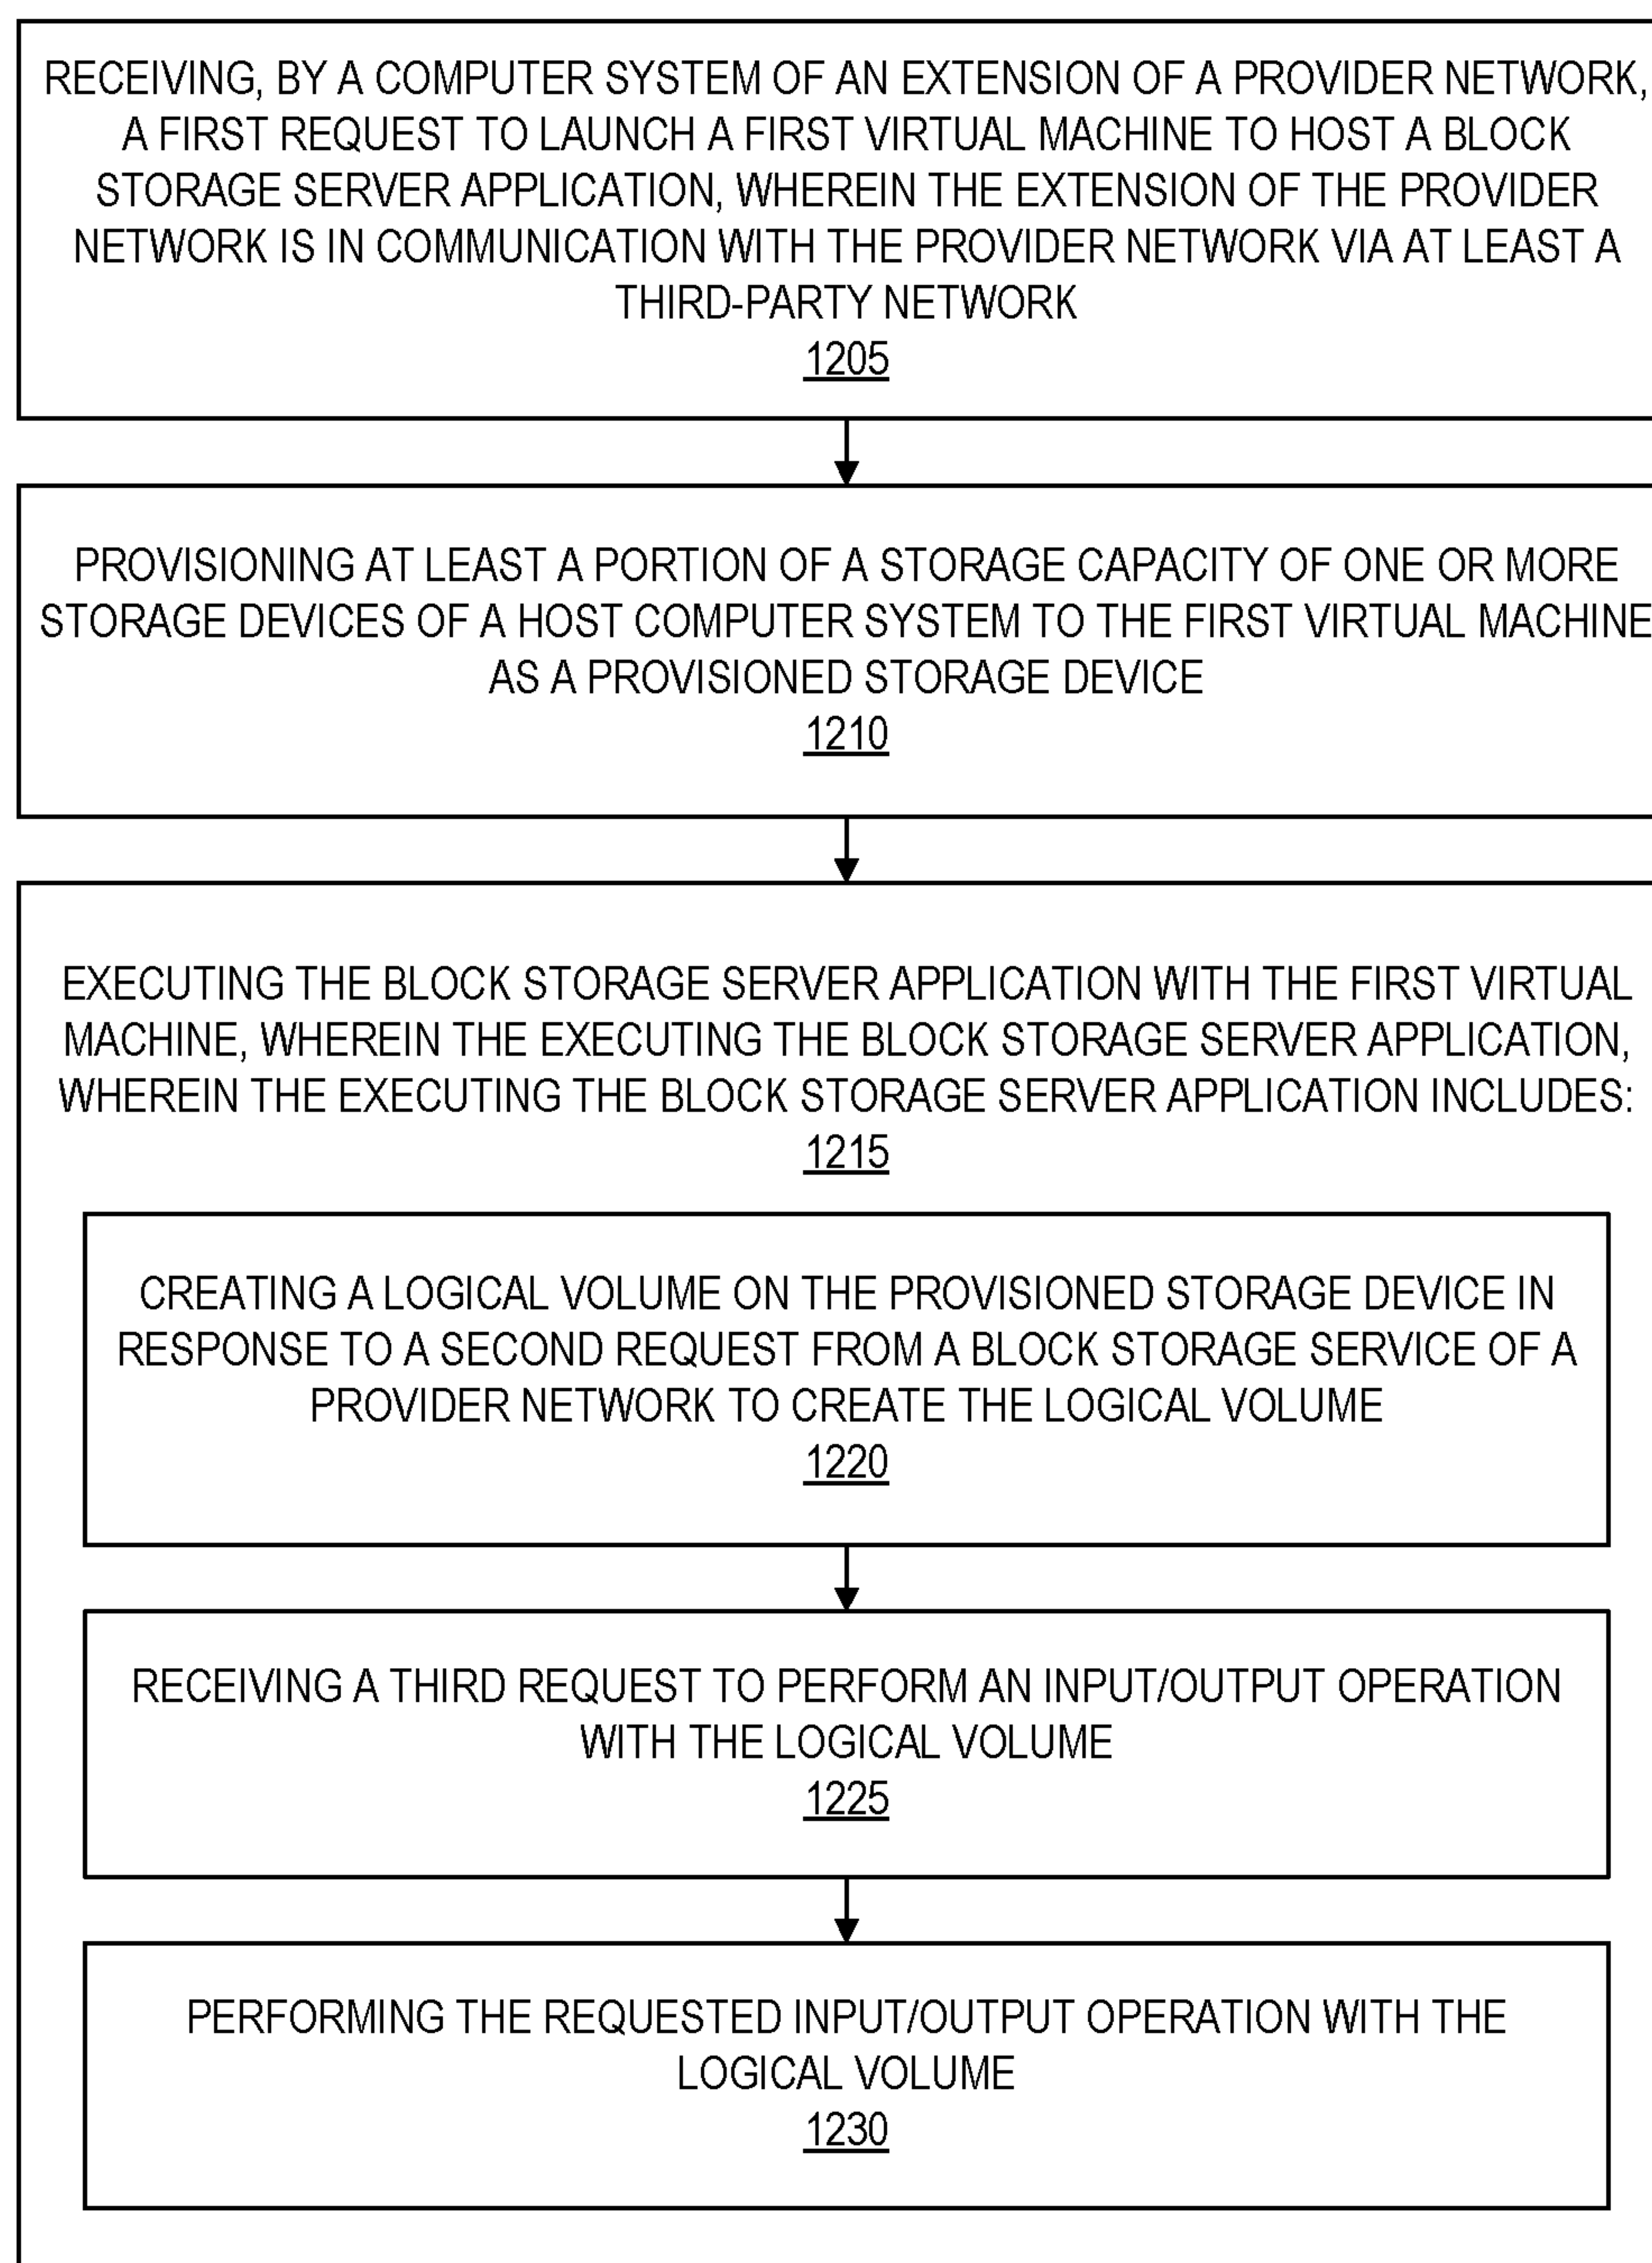 RECEIVING, BY A COMPUTER SYSTEM OF AN EXTENSION OF A PROVIDER NETWORK,
A FIRST REQUEST TO LAUNCH A FIRST VIRTUAL MACHINE TO HOST A BLOCK
STORAGE SERVER APPLICATION, WHEREIN THE EXTENSION OF THE PROVIDER
NETWORK IS IN COMMUNICATION WITH THE PROVIDER NETWORK VIA AT LEAST A
THIRD-PARTY NETWORK
1205
PROVISIONING AT LEAST A PORTION OF A STORAGE CAPACITY OF ONE OR MORE
STORAGE DEVICES OF A HOST COMPUTER SYSTEM TO THE FIRST VIRTUAL MACHINE
AS A PROVISIONED STORAGE DEVICE
1210
EXECUTING THE BLOCK STORAGE SERVER APPLICATION WITH THE FIRST VIRTUAL
MACHINE, WHEREIN THE EXECUTING THE BLOCK STORAGE SERVER APPLICATION,
WHEREIN THE EXECUTING THE BLOCK STORAGE SERVER APPLICATION INCLUDES:
1215
CREATING A LOGICAL VOLUME ON THE PROVISIONED STORAGE DEVICE IN
RESPONSE TO A SECOND REQUEST FROM A BLOCK STORAGE SERVICE OF A
PROVIDER NETWORK TO CREATE THE LOGICAL VOLUME
1220
RECEIVING A THIRD REQUEST TO PERFORM AN INPUT/OUTPUT OPERATION
WITH THE LOGICAL VOLUME
1225
PERFORMING THE REQUESTED INPUT/OUTPUT OPERATION WITH THE
LOGICAL VOLUME
1230